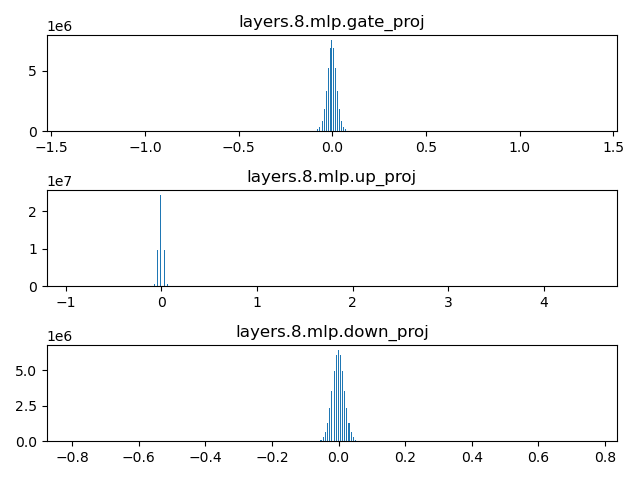 layers.8.mlp.gate_proj
1e6
5
0
−1.5 −1.0 −0.5 0.0 0.5 1.0 1.5
layers.8.mlp.up_proj
1e7
2
1
0
−1 0 1 2 3 4
layers.8.mlp.down_proj
1e6
5.0
2.5
0.0
−0.8 −0.6 −0.4 −0.2 0.0 0.2 0.4 0.6 0.8